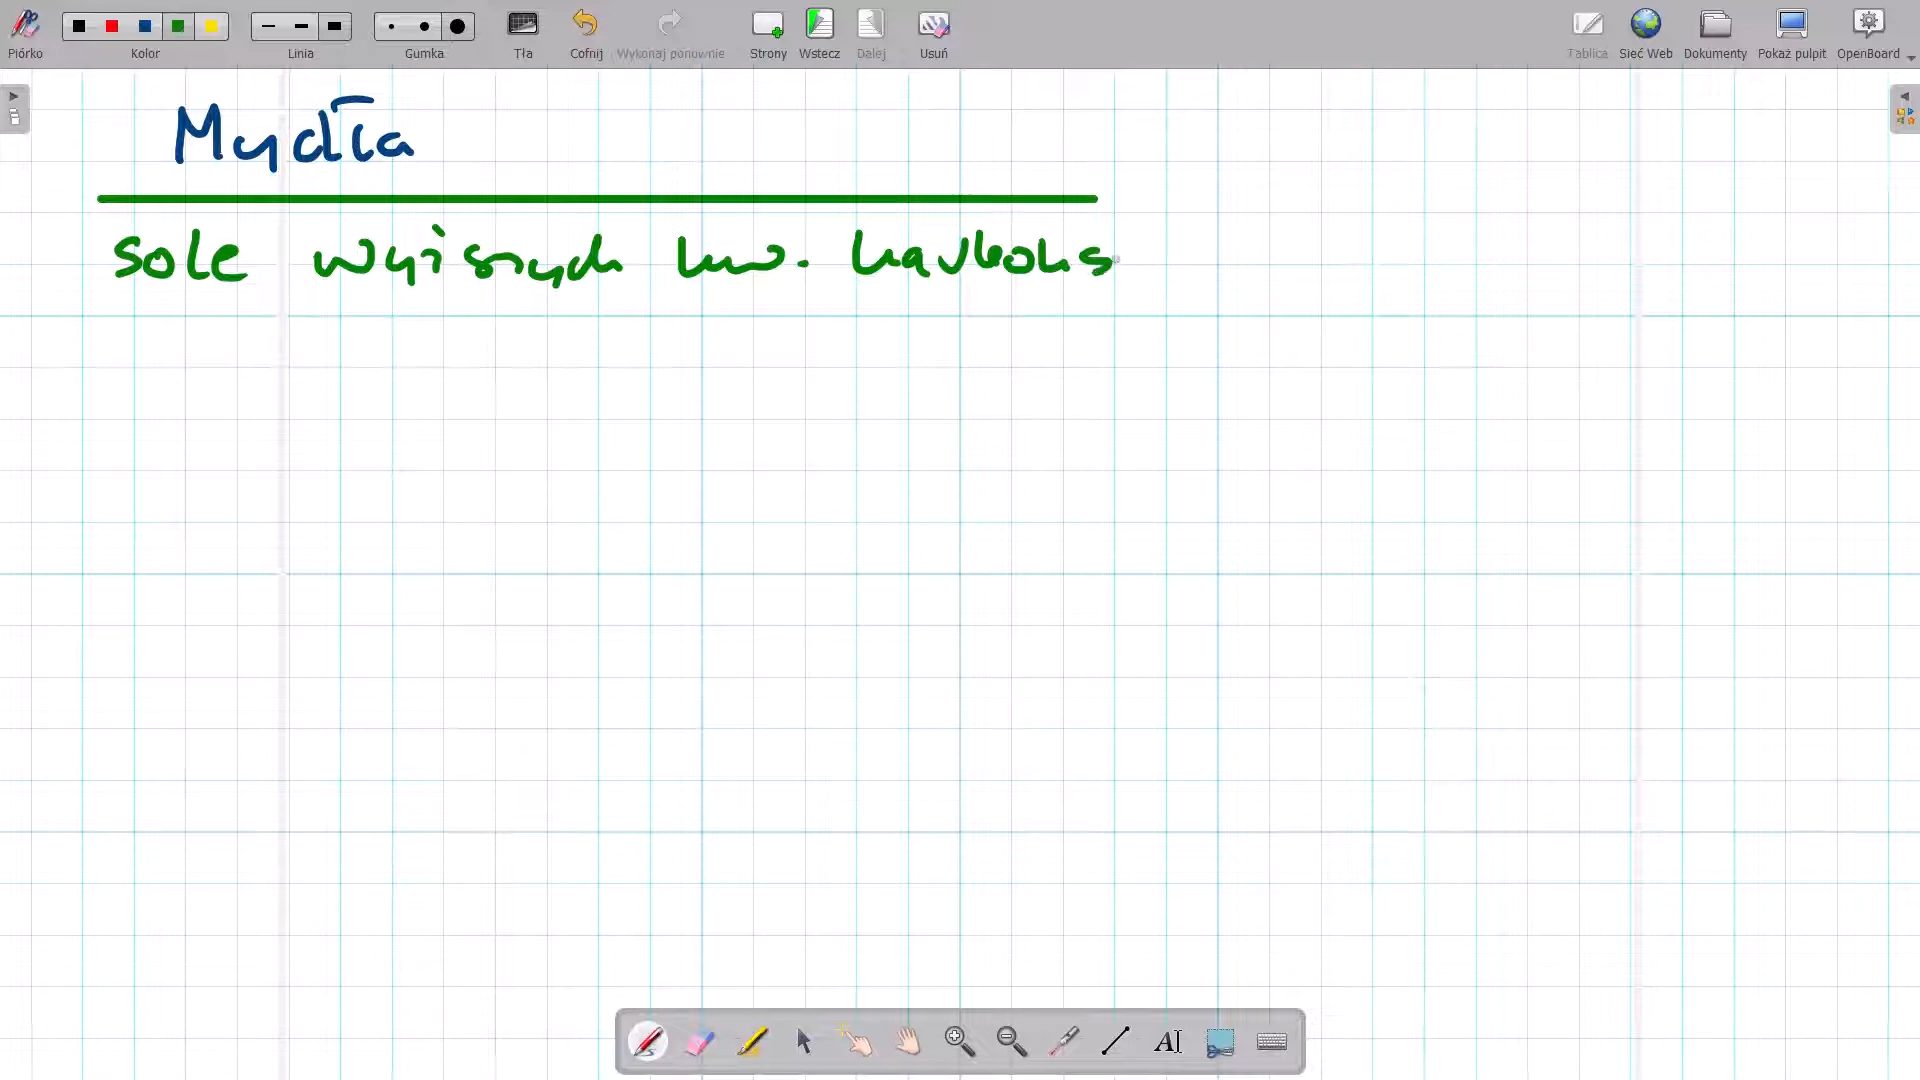 Piórko Kolor Linia Gumka Tła Cofnij Wykonaj ponownie Strony Wstecz Dalej Usuń Tablica Sieć Web Dokumenty Pokaż pulpit OpenBoard
Mydła
sole wyższych kw. karboks